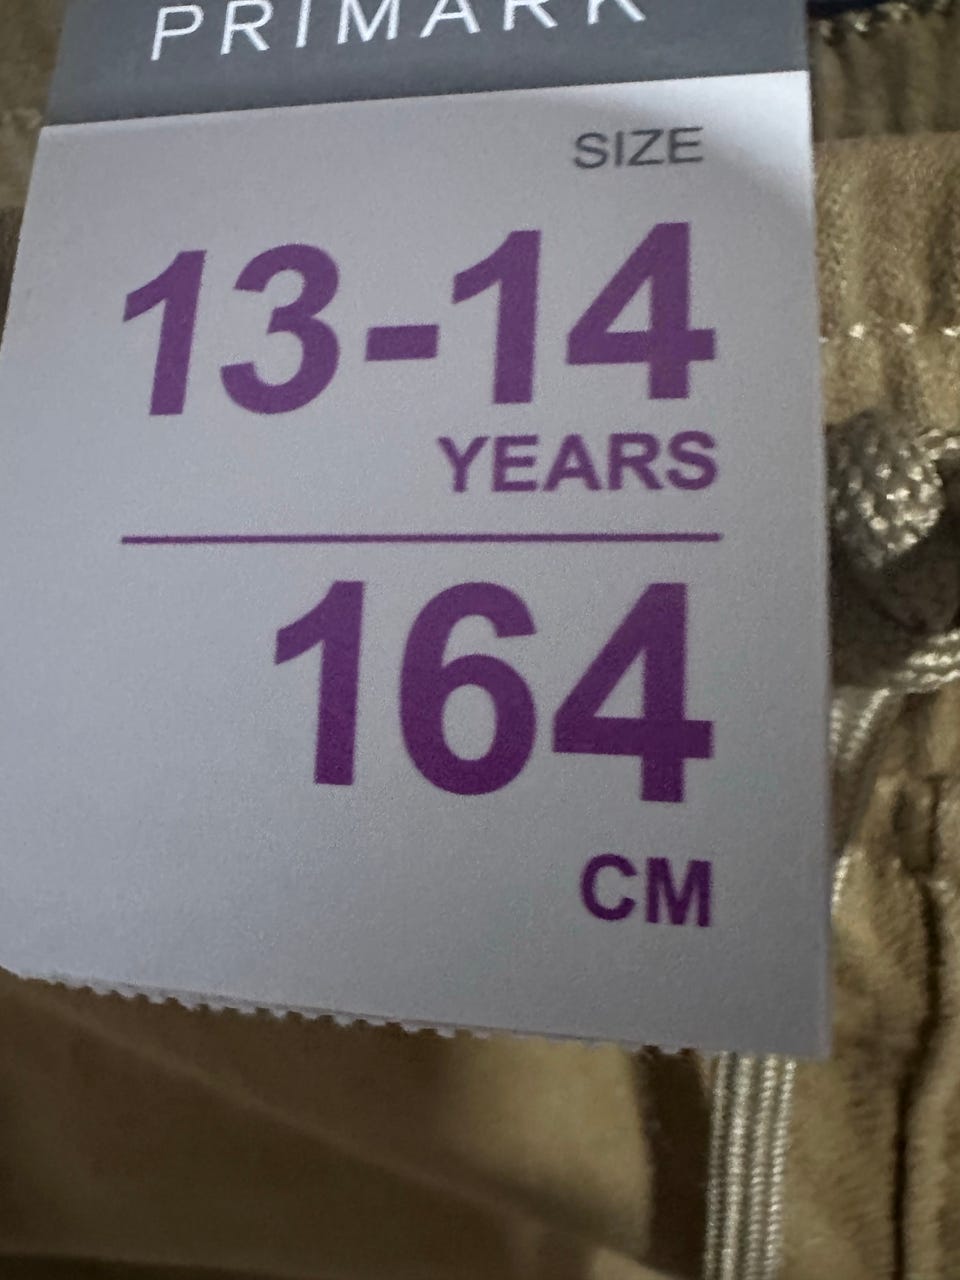 PRIMARK
SIZE
13-14
YEARS
164
CM